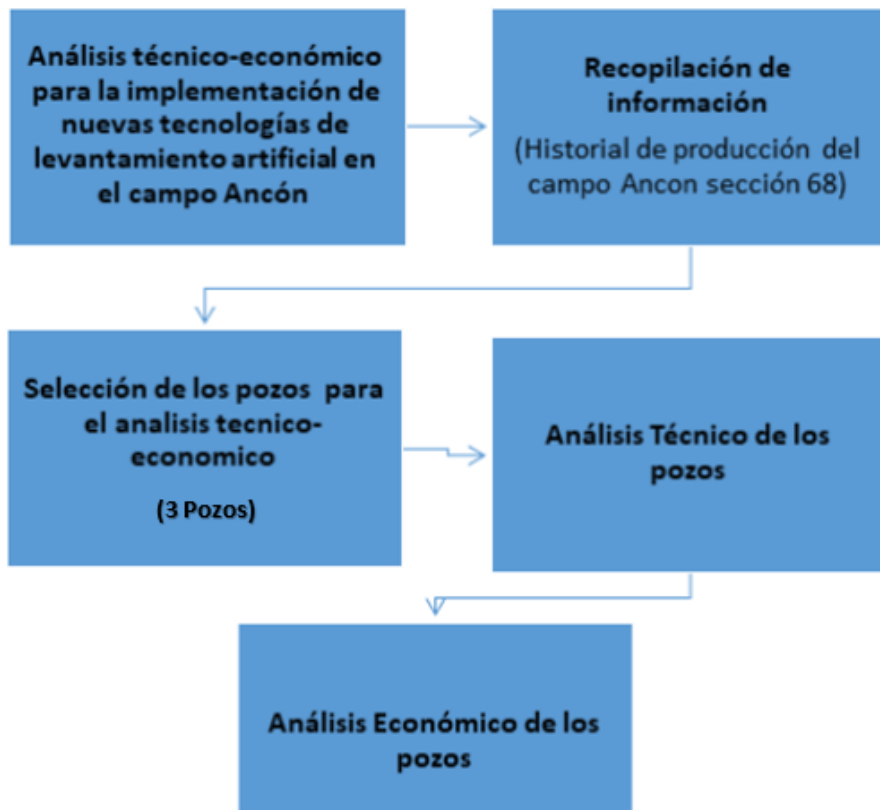 Análisis técnico-económico
para la implementación de
nuevas tecnologías de
levantamiento artificial en
el campo Ancón
Recopilación de
información
(Historial de producción del
campo Ancon sección 68)
Selección de los pozos para
el analisis tecnico-
economico
(3 Pozos)
Análisis Técnico de los
pozos
Análisis Económico de los
pozos